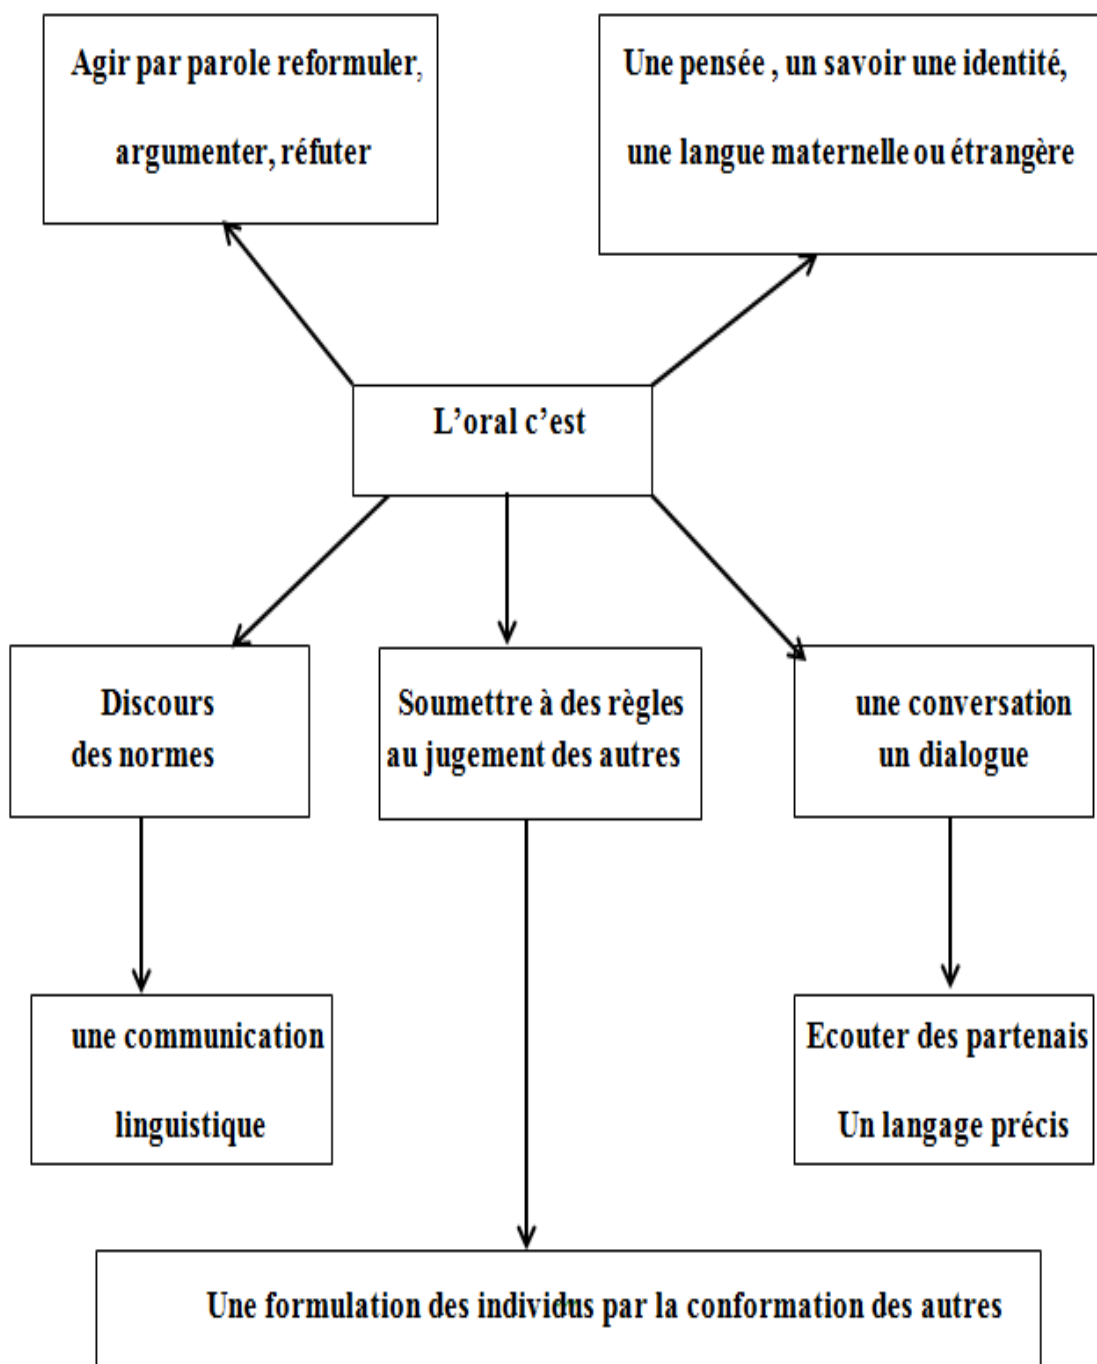 Agir par parole reformuler,
argumenter, réfuter
Une pensée , un savoir une identité,
une langue maternelle ou étrangère
L’oral c’est
Discours
des normes
Soumettre à des règles
au jugement des autres
une conversation
un dialogue
une communication
linguistique
Ecouter des partenais
Un langage précis
Une formulation des individus par la conformation des autres